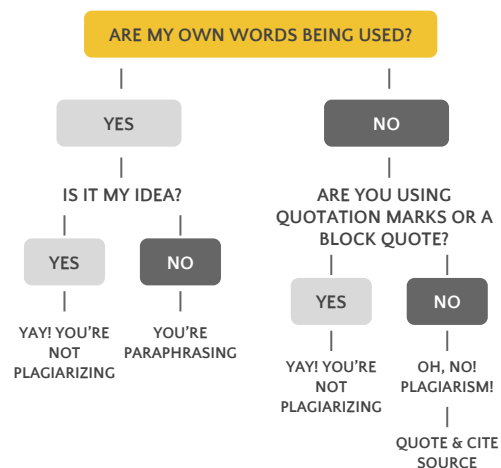 ARE MY OWN WORDS BEING USED?
YES
NO
IS IT MY IDEA?
ARE YOU USING
QUOTATION MARKS OR A
BLOCK QUOTE?
YES
NO
YES
NO
YAY! YOU'RE
NOT
PLAGIARIZING
YOU'RE
PARAPHRASING
YAY! YOU'RE
NOT
PLAGIARIZING
OH, NO!
PLAGIARISM!
QUOTE & CITE
SOURCE